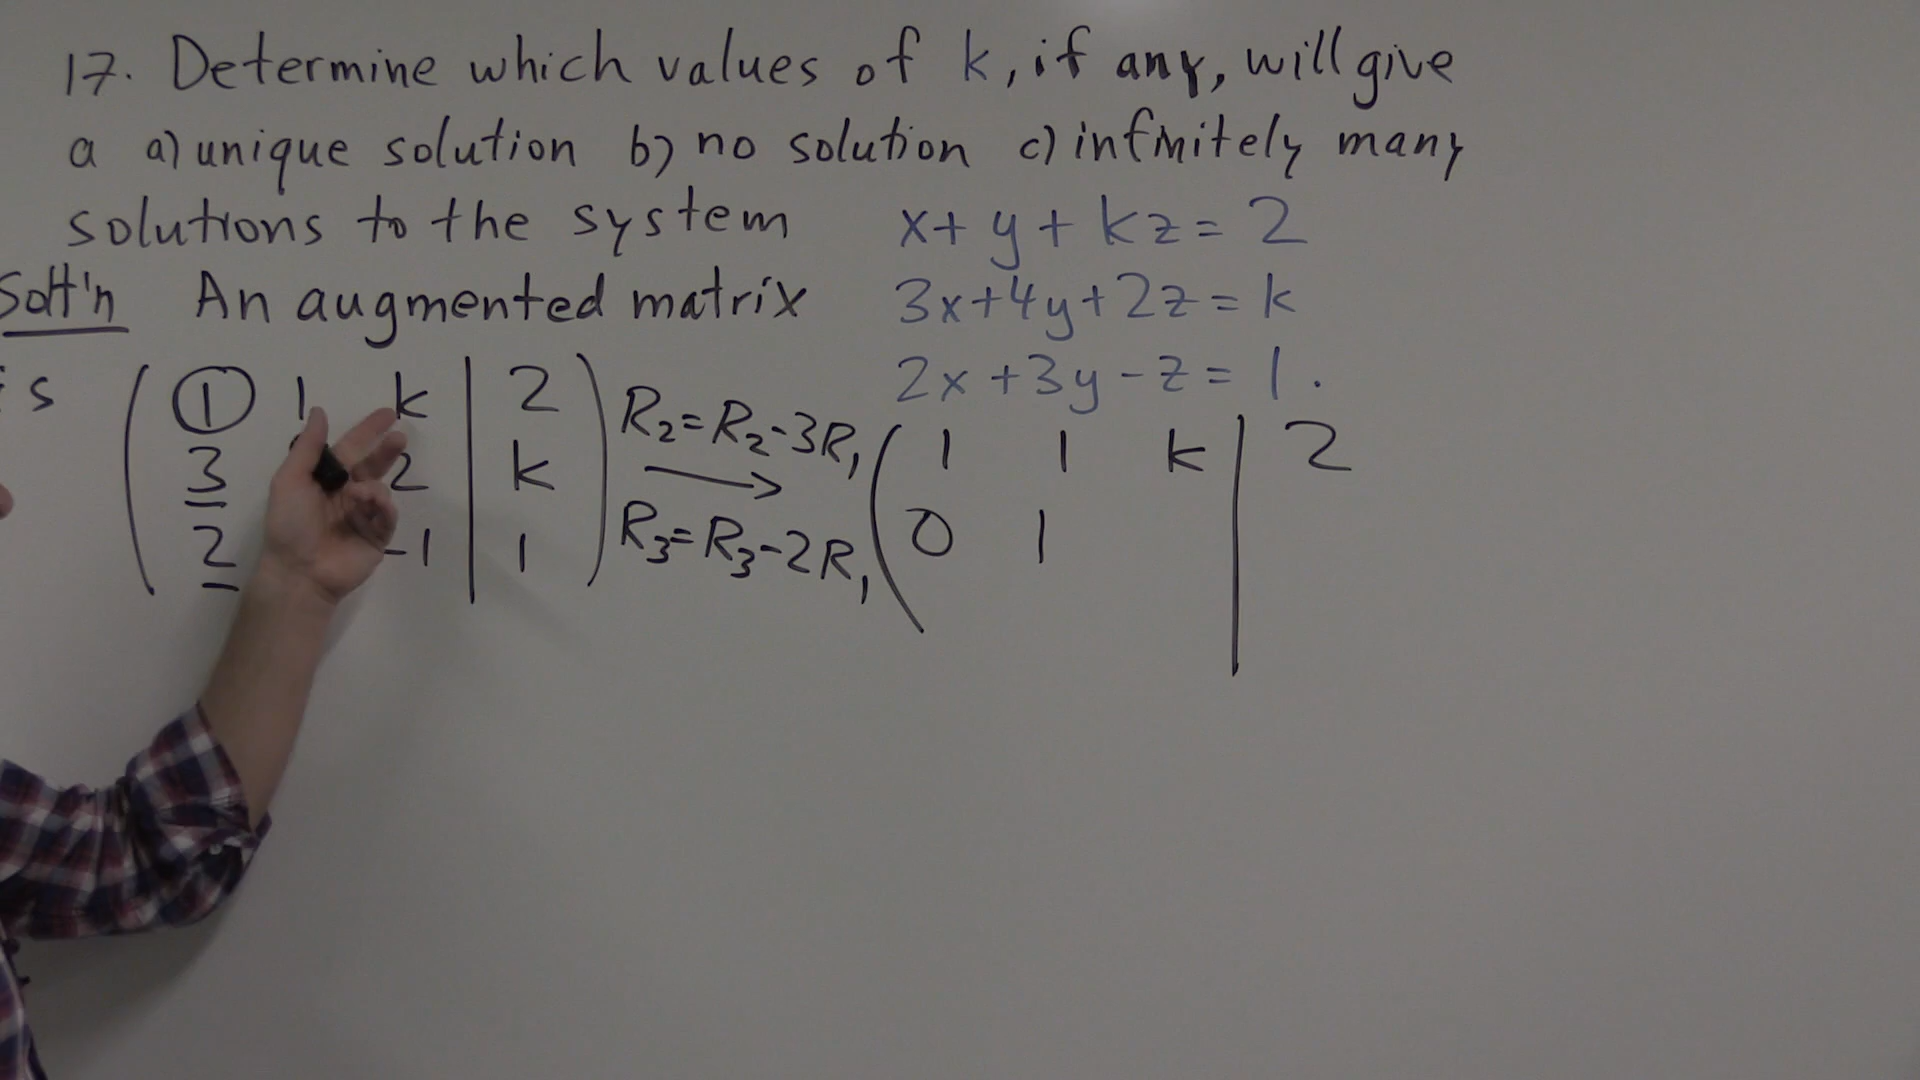 17. Determine which values of k, if any, will give
a a) unique solution b) no solution c) infinitely many
solutions to the system x + y + kz = 2
Solt'n An augmented matrix 3x+4y+2z = k
2x +3y - z = 1.
s ( 1 1 k | 2 ) R2=R2-3R1 ( 1 1 k | 2
3 2 | k
2 -1 | 1 R3=R3-2R1 0 1